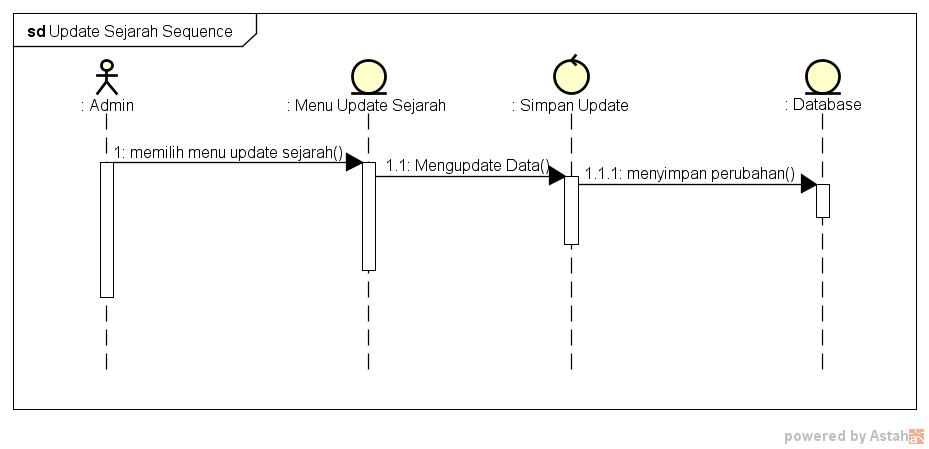 sd Update Sejarah Sequence
: Admin
: Menu Update Sejarah
: Simpan Update
: Database
1: memilih menu update sejarah()
1.1: Mengupdate Data()
1.1.1: menyimpan perubahan()
powered by Astah